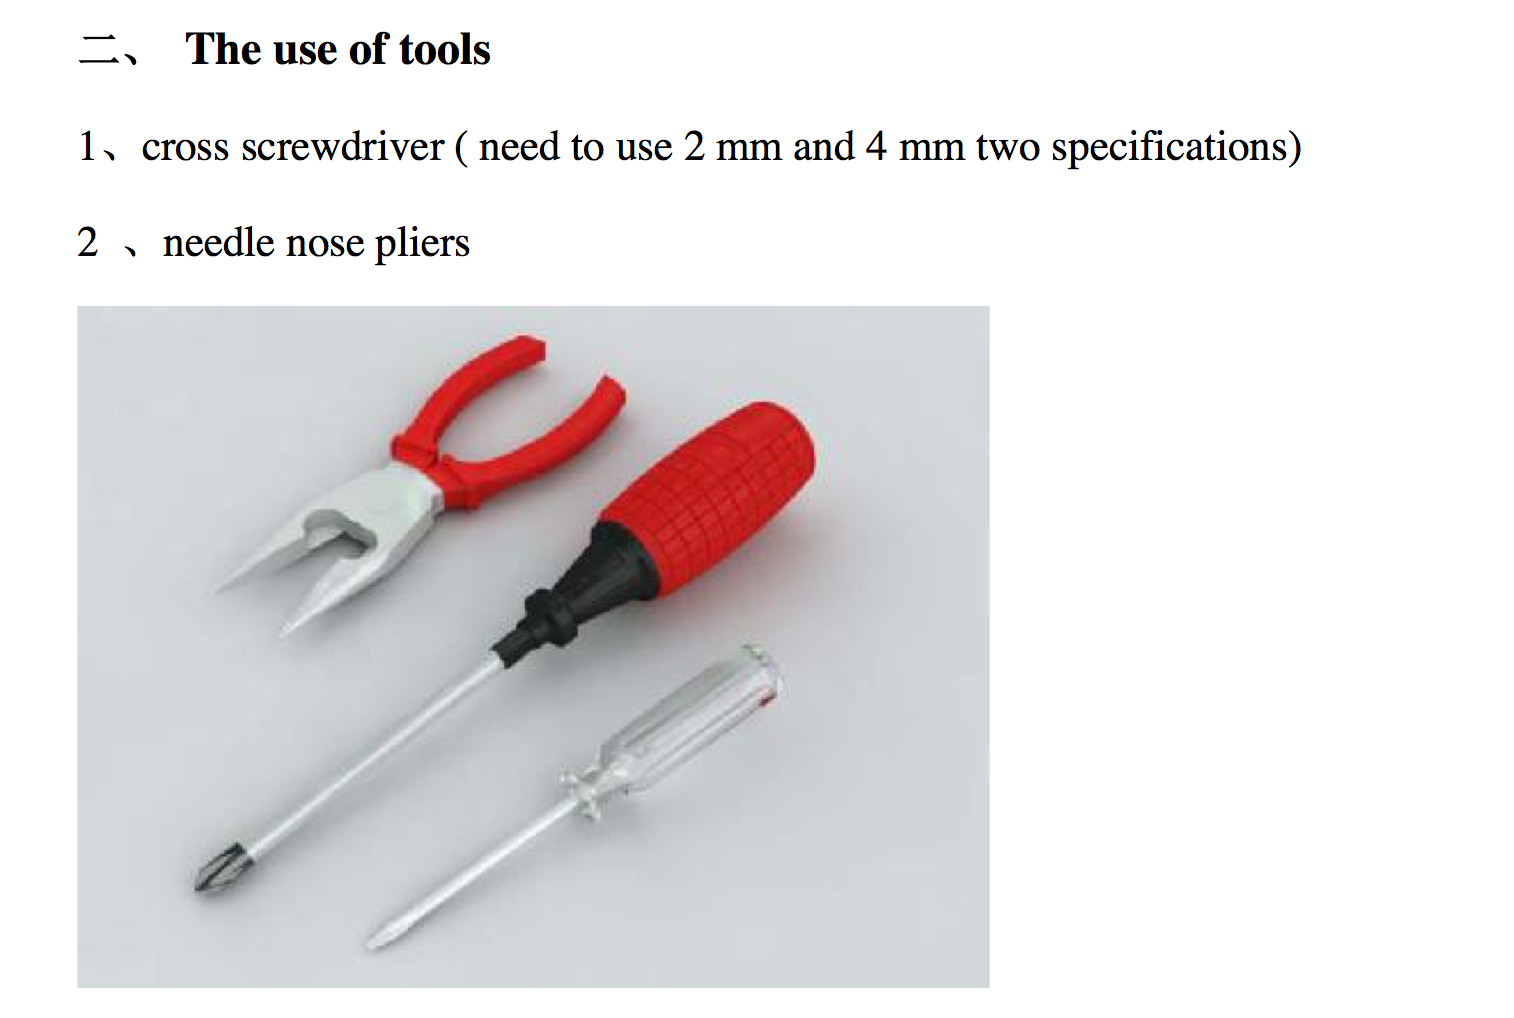 二、 The use of tools
1、cross screwdriver ( need to use 2 mm and 4 mm two specifications)
2 、needle nose pliers